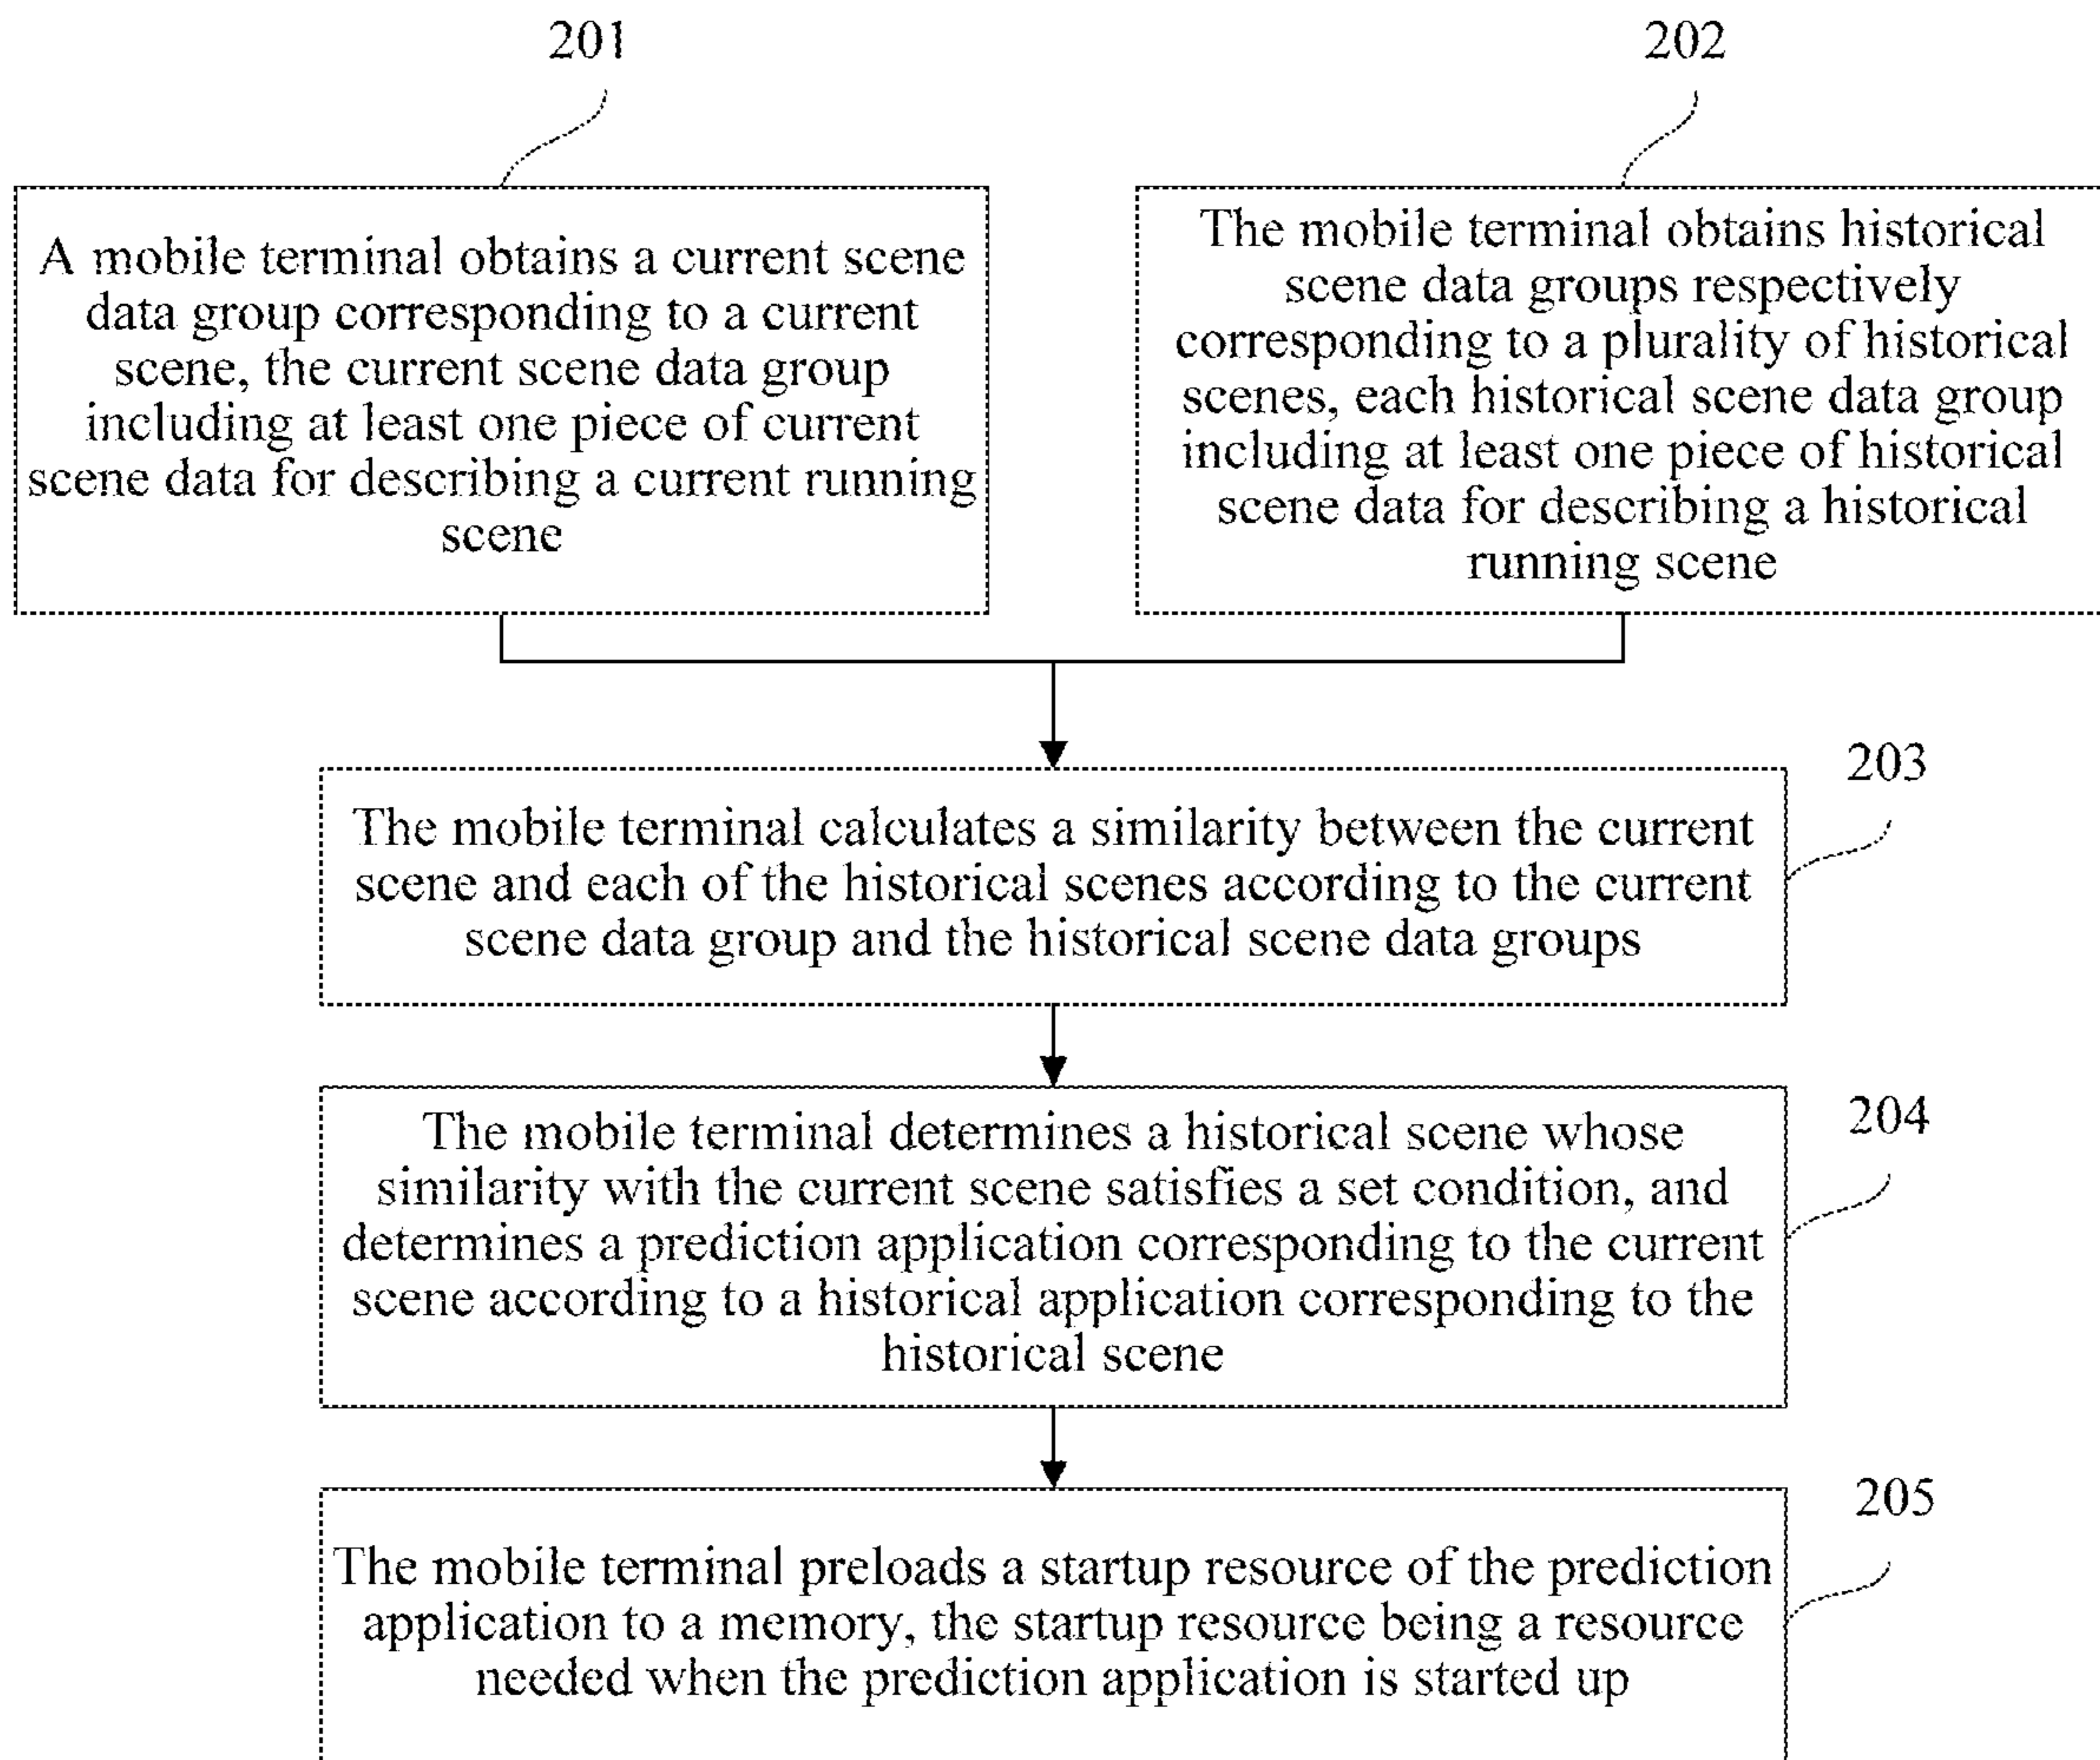 201
A mobile terminal obtains a current scene
data group corresponding to a current
scene, the current scene data group
including at least one piece of current
scene data for describing a current running
scene
202
The mobile terminal obtains historical
scene data groups respectively
corresponding to a plurality of historical
scenes, each historical scene data group
including at least one piece of historical
scene data for describing a historical
running scene
203
The mobile terminal calculates a similarity between the current
scene and each of the historical scenes according to the current
scene data group and the historical scene data groups
204
The mobile terminal determines a historical scene whose
similarity with the current scene satisfies a set condition, and
determines a prediction application corresponding to the current
scene according to a historical application corresponding to the
historical scene
205
The mobile terminal preloads a startup resource of the prediction
application to a memory, the startup resource being a resource
needed when the prediction application is started up